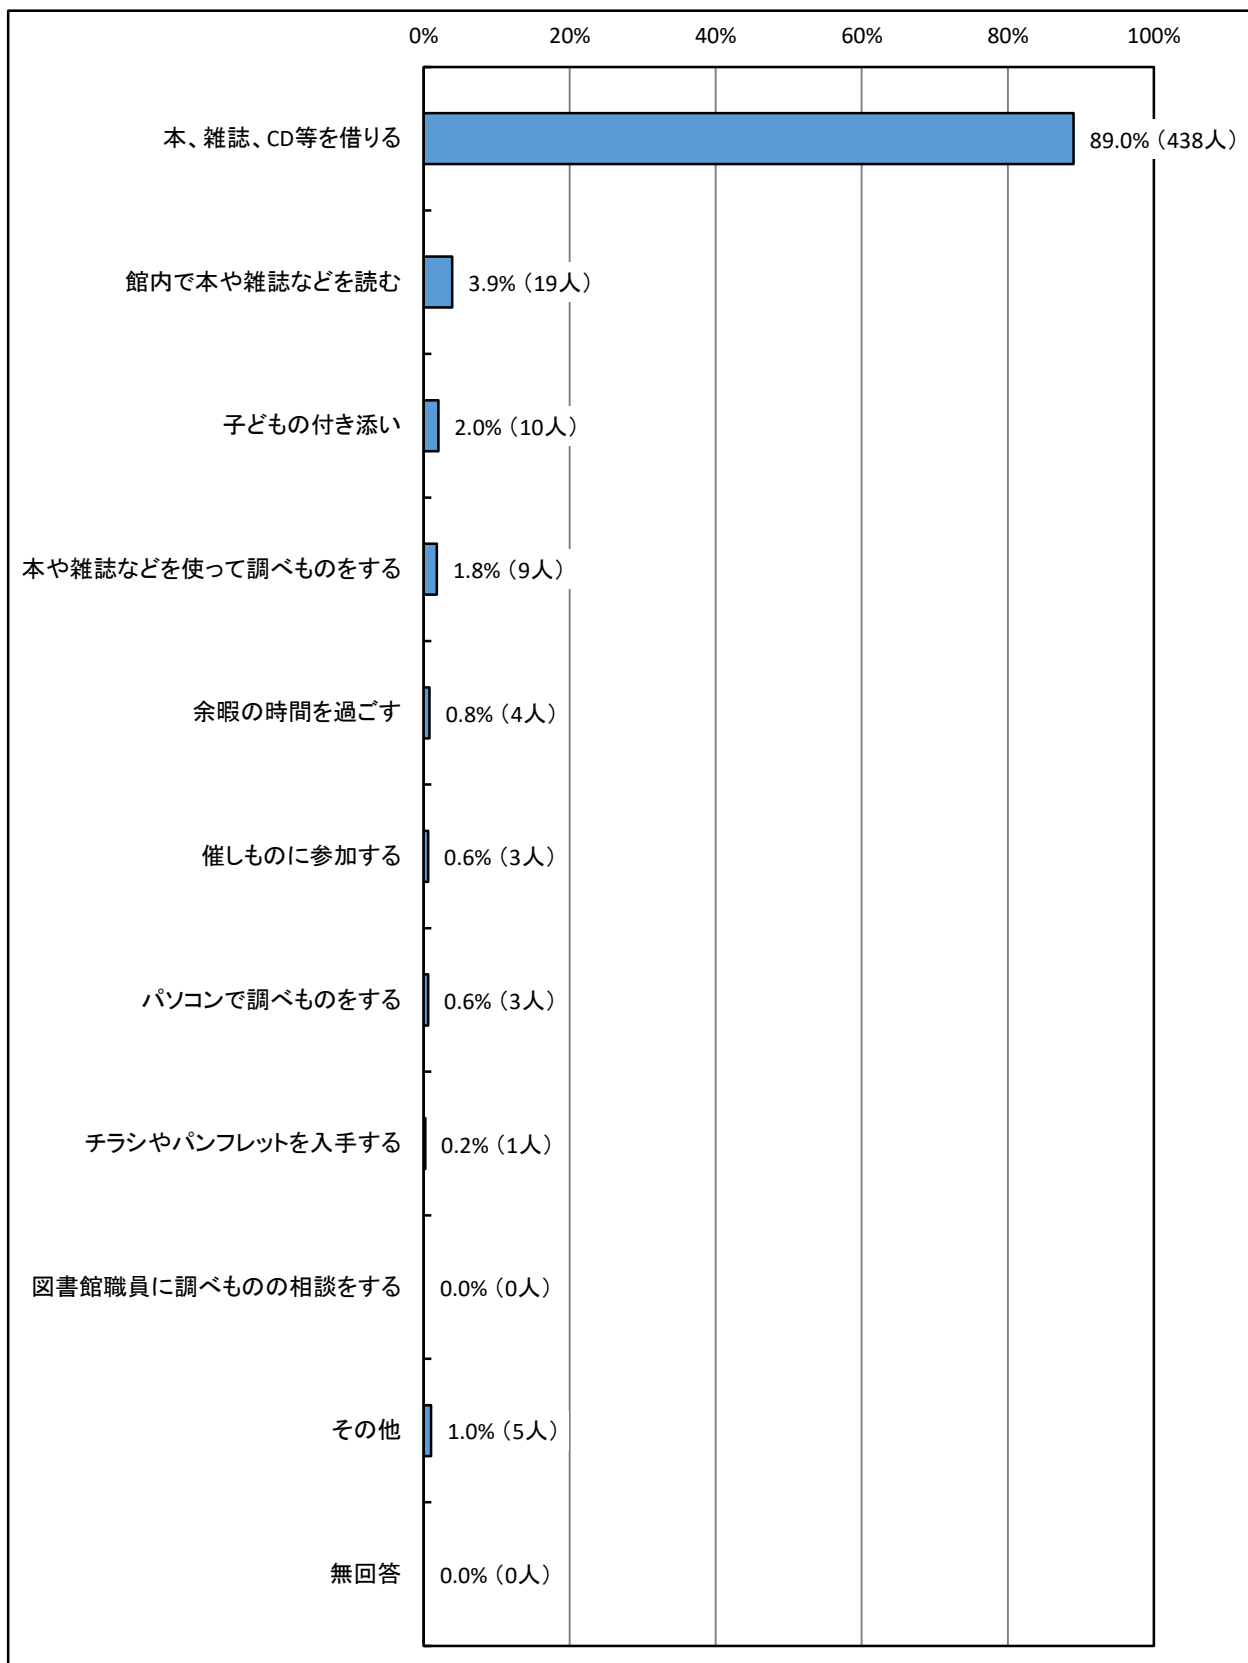 0% 20% 40% 60% 80% 100%
本、雑誌、CD等を借りる 89.0%（438人）
館内で本や雑誌などを読む 3.9%（19人）
子どもの付き添い 2.0%（10人）
本や雑誌などを使って調べものをする 1.8%（9人）
余暇の時間を過ごす 0.8%（4人）
催しものに参加する 0.6%（3人）
パソコンで調べものをする 0.6%（3人）
チラシやパンフレットを入手する 0.2%（1人）
図書館職員に調べものの相談をする 0.0%（0人）
その他 1.0%（5人）
無回答 0.0%（0人）